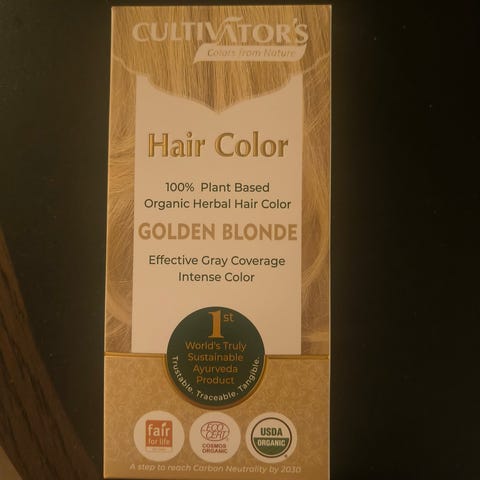 CULTIVATOR'S
Colors from Nature
Hair Color
100% Plant Based
Organic Herbal Hair Color
GOLDEN BLONDE
Effective Gray Coverage
Intense Color
1st
World's Truly
Sustainable
Ayurveda
Product
Trustable. Traceable. Tangible.
fair
for life
ECO
CERT
COSMOS
ORGANIC
USDA
ORGANIC
A step to reach Carbon Neutrality by 2030